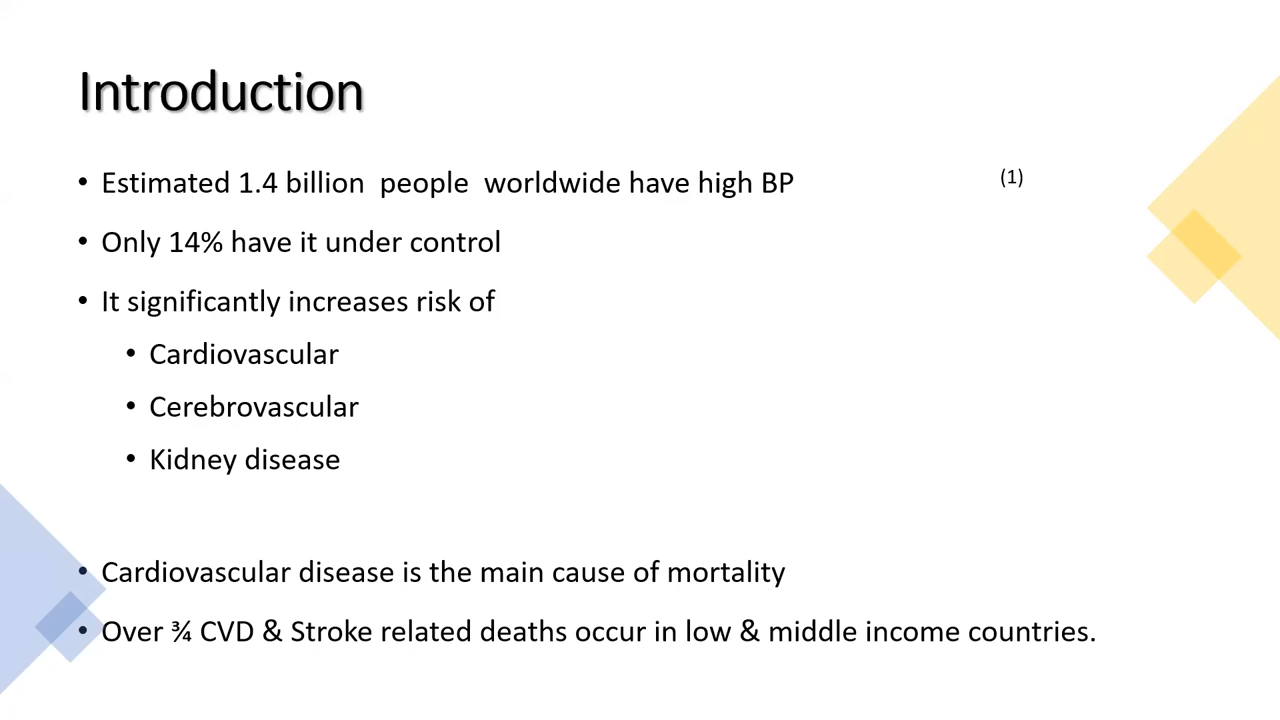 Introduction
• Estimated 1.4 billion  people  worldwide have high BP (1)
• Only 14% have it under control
• It significantly increases risk of
• Cardiovascular
• Cerebrovascular
• Kidney disease
• Cardiovascular disease is the main cause of mortality
• Over ¾ CVD & Stroke related deaths occur in low & middle income countries.